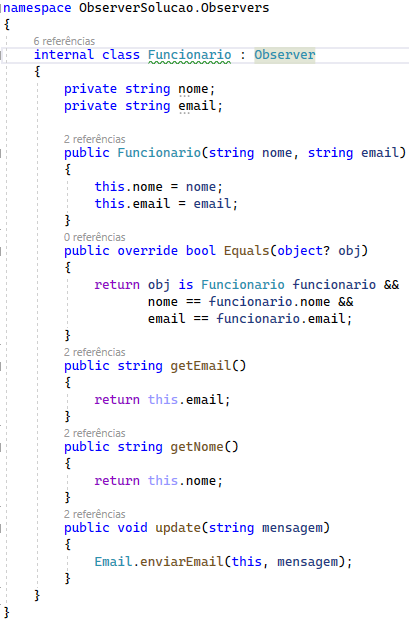 namespace ObserverSolucao.Observers
{
6 referências
internal class Funcionario : Observer
{
private string nome;
private string email;
2 referências
public Funcionario(string nome, string email)
{
this.nome = nome;
this.email = email;
}
0 referências
public override bool Equals(object? obj)
{
return obj is Funcionario funcionario &&
nome == funcionario.nome &&
email == funcionario.email;
}
2 referências
public string getEmail()
{
return this.email;
}
2 referências
public string getNome()
{
return this.nome;
}
2 referências
public void update(string mensagem)
{
Email.enviarEmail(this, mensagem);
}
}
}